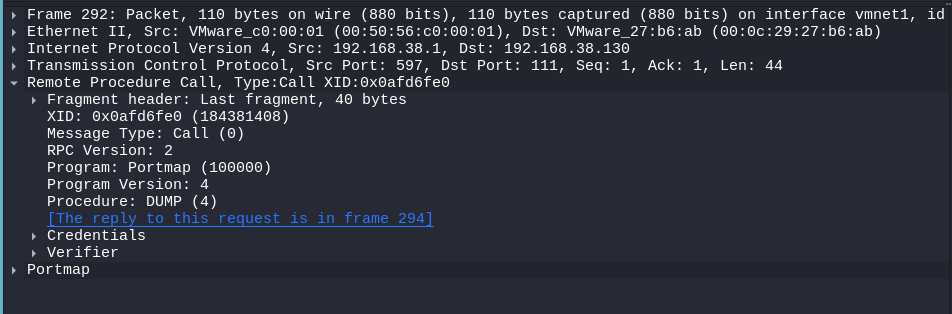 Frame 292: Packet, 110 bytes on wire (880 bits), 110 bytes captured (880 bits) on interface vmnet1, id
Ethernet II, Src: VMware_c0:00:01 (00:50:56:c0:00:01), Dst: VMware_27:b6:ab (00:0c:29:27:b6:ab)
Internet Protocol Version 4, Src: 192.168.38.1, Dst: 192.168.38.130
Transmission Control Protocol, Src Port: 597, Dst Port: 111, Seq: 1, Ack: 1, Len: 44
Remote Procedure Call, Type:Call XID:0x0afd6fe0
Fragment header: Last fragment, 40 bytes
XID: 0x0afd6fe0 (184381408)
Message Type: Call (0)
RPC Version: 2
Program: Portmap (100000)
Program Version: 4
Procedure: DUMP (4)
[The reply to this request is in frame 294]
Credentials
Verifier
Portmap